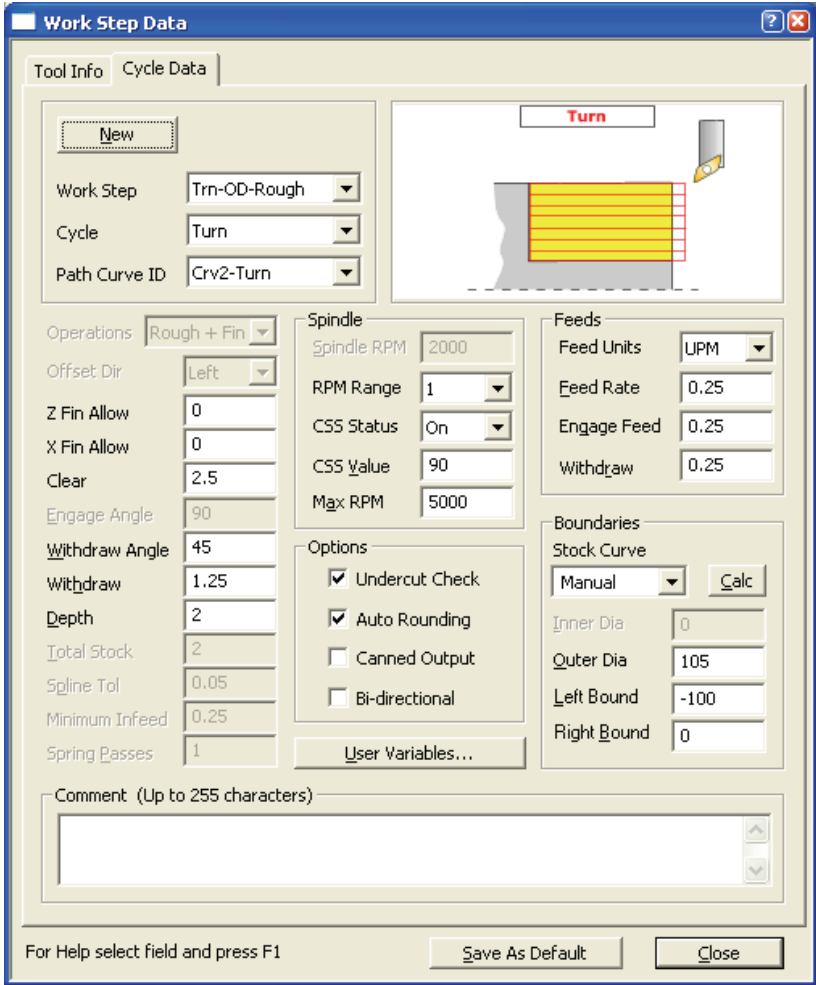 Work Step Data
Tool Info
Cycle Data
New
Work Step Trn-OD-Rough
Cycle Turn
Path Curve ID Crv2-Turn
Turn
Operations Rough + Fin
Offset Dir Left
Z Fin Allow 0
X Fin Allow 0
Clear 2.5
Engage Angle 90
Withdraw Angle 45
Withdraw 1.25
Depth 2
Total Stock 2
Spline Tol 0.05
Minimum Infeed 0.25
Spring Passes 1
Spindle
Spindle RPM 2000
RPM Range 1
CSS Status On
CSS Value 90
Max RPM 5000
Options
Undercut Check
Auto Rounding
Canned Output
Bi-directional
User Variables...
Feeds
Feed Units UPM
Feed Rate 0.25
Engage Feed 0.25
Withdraw 0.25
Boundaries
Stock Curve
Manual Calc
Inner Dia 0
Outer Dia 105
Left Bound -100
Right Bound 0
Comment (Up to 255 characters)
For Help select field and press F1
Save As Default
Close